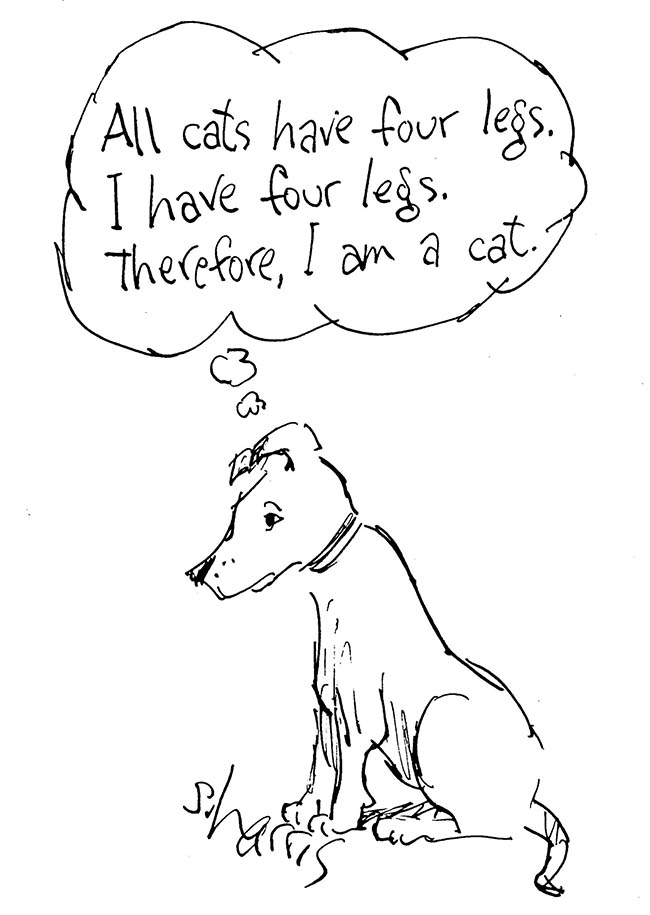 All cats have four legs.
I have four legs.
Therefore, I am a cat.
S. harris